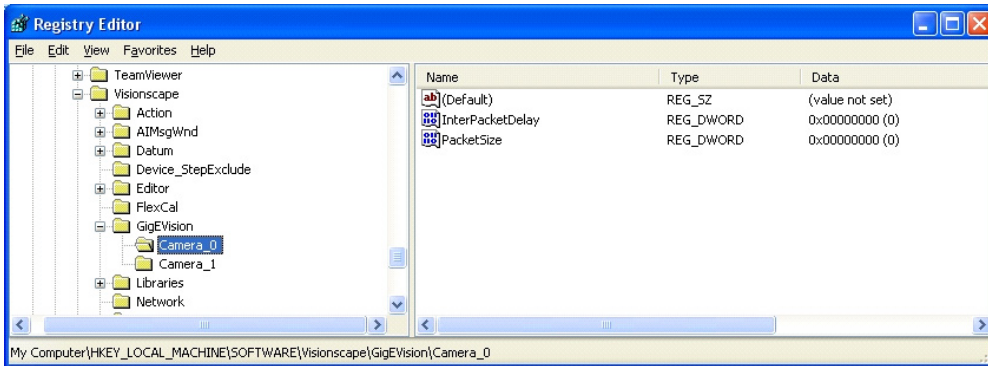 Registry Editor
File Edit View Favorites Help
TeamViewer
Visionscape
Action
AIMsgWnd
Datum
Device_StepExclude
Editor
FlexCal
GigEVision
Camera_0
Camera_1
Libraries
Network
Name Type Data
ab (Default) REG_SZ (value not set)
InterPacketDelay REG_DWORD 0x00000000 (0)
PacketSize REG_DWORD 0x00000000 (0)
My Computer\HKEY_LOCAL_MACHINE\SOFTWARE\Visionscape\GigEVision\Camera_0